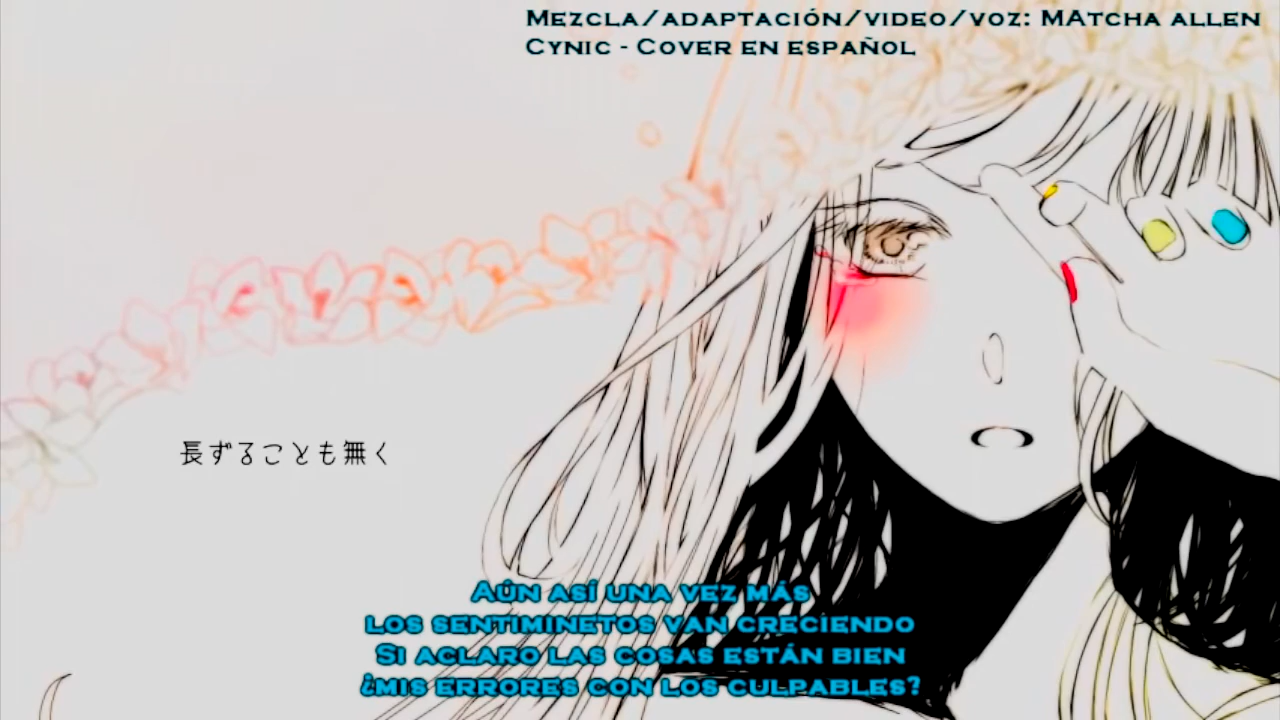 Mezcla/adaptación/video/voz: MAtcha allen
Cynic - Cover en español
長ずることも無く
Aún así una vez más
los sentiminetos van creciendo
Si aclaro las cosas están bien
¿mis errores con los culpables?